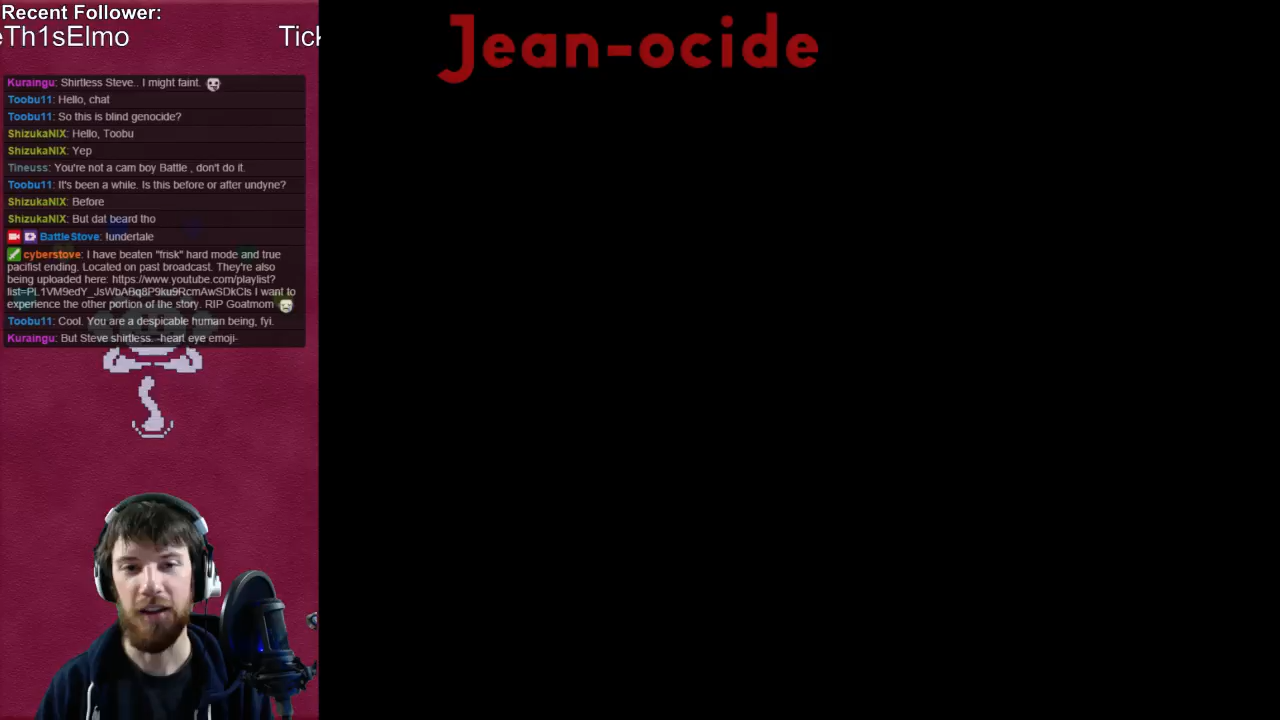 Recent Follower:
Th1sElmo Tick
Jean-ocide
Kuraingu: Shirtless Steve.. I might faint.
Toobu11: Hello, chat
Toobu11: So this is blind genocide?
ShizukaNIX: Hello, Toobu
ShizukaNIX: Yep
Tineuss: You're not a cam boy Battle , don't do it.
Toobu11: It's been a while. Is this before or after undyne?
ShizukaNIX: Before
ShizukaNIX: But dat beard tho
BattleStove: !undertale
cyberstove: I have beaten "frisk" hard mode and true
pacifist ending. Located on past broadcast. They're also
being uploaded here: https://www.youtube.com/playlist?
I want to
experience the other portion of the story. RIP Goatmom
Toobu11: Cool. You are a despicable human being, fyi.
Kuraingu: But Steve shirtless. -heart eye emoji-